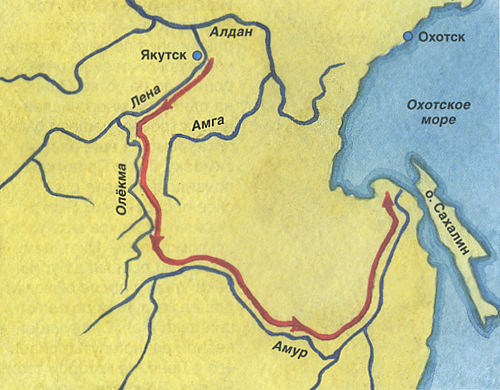 Алдан
Охотск
Якутск
Лена
Охотское
море
Амга
Олёкма
о. Сахалин
Амур